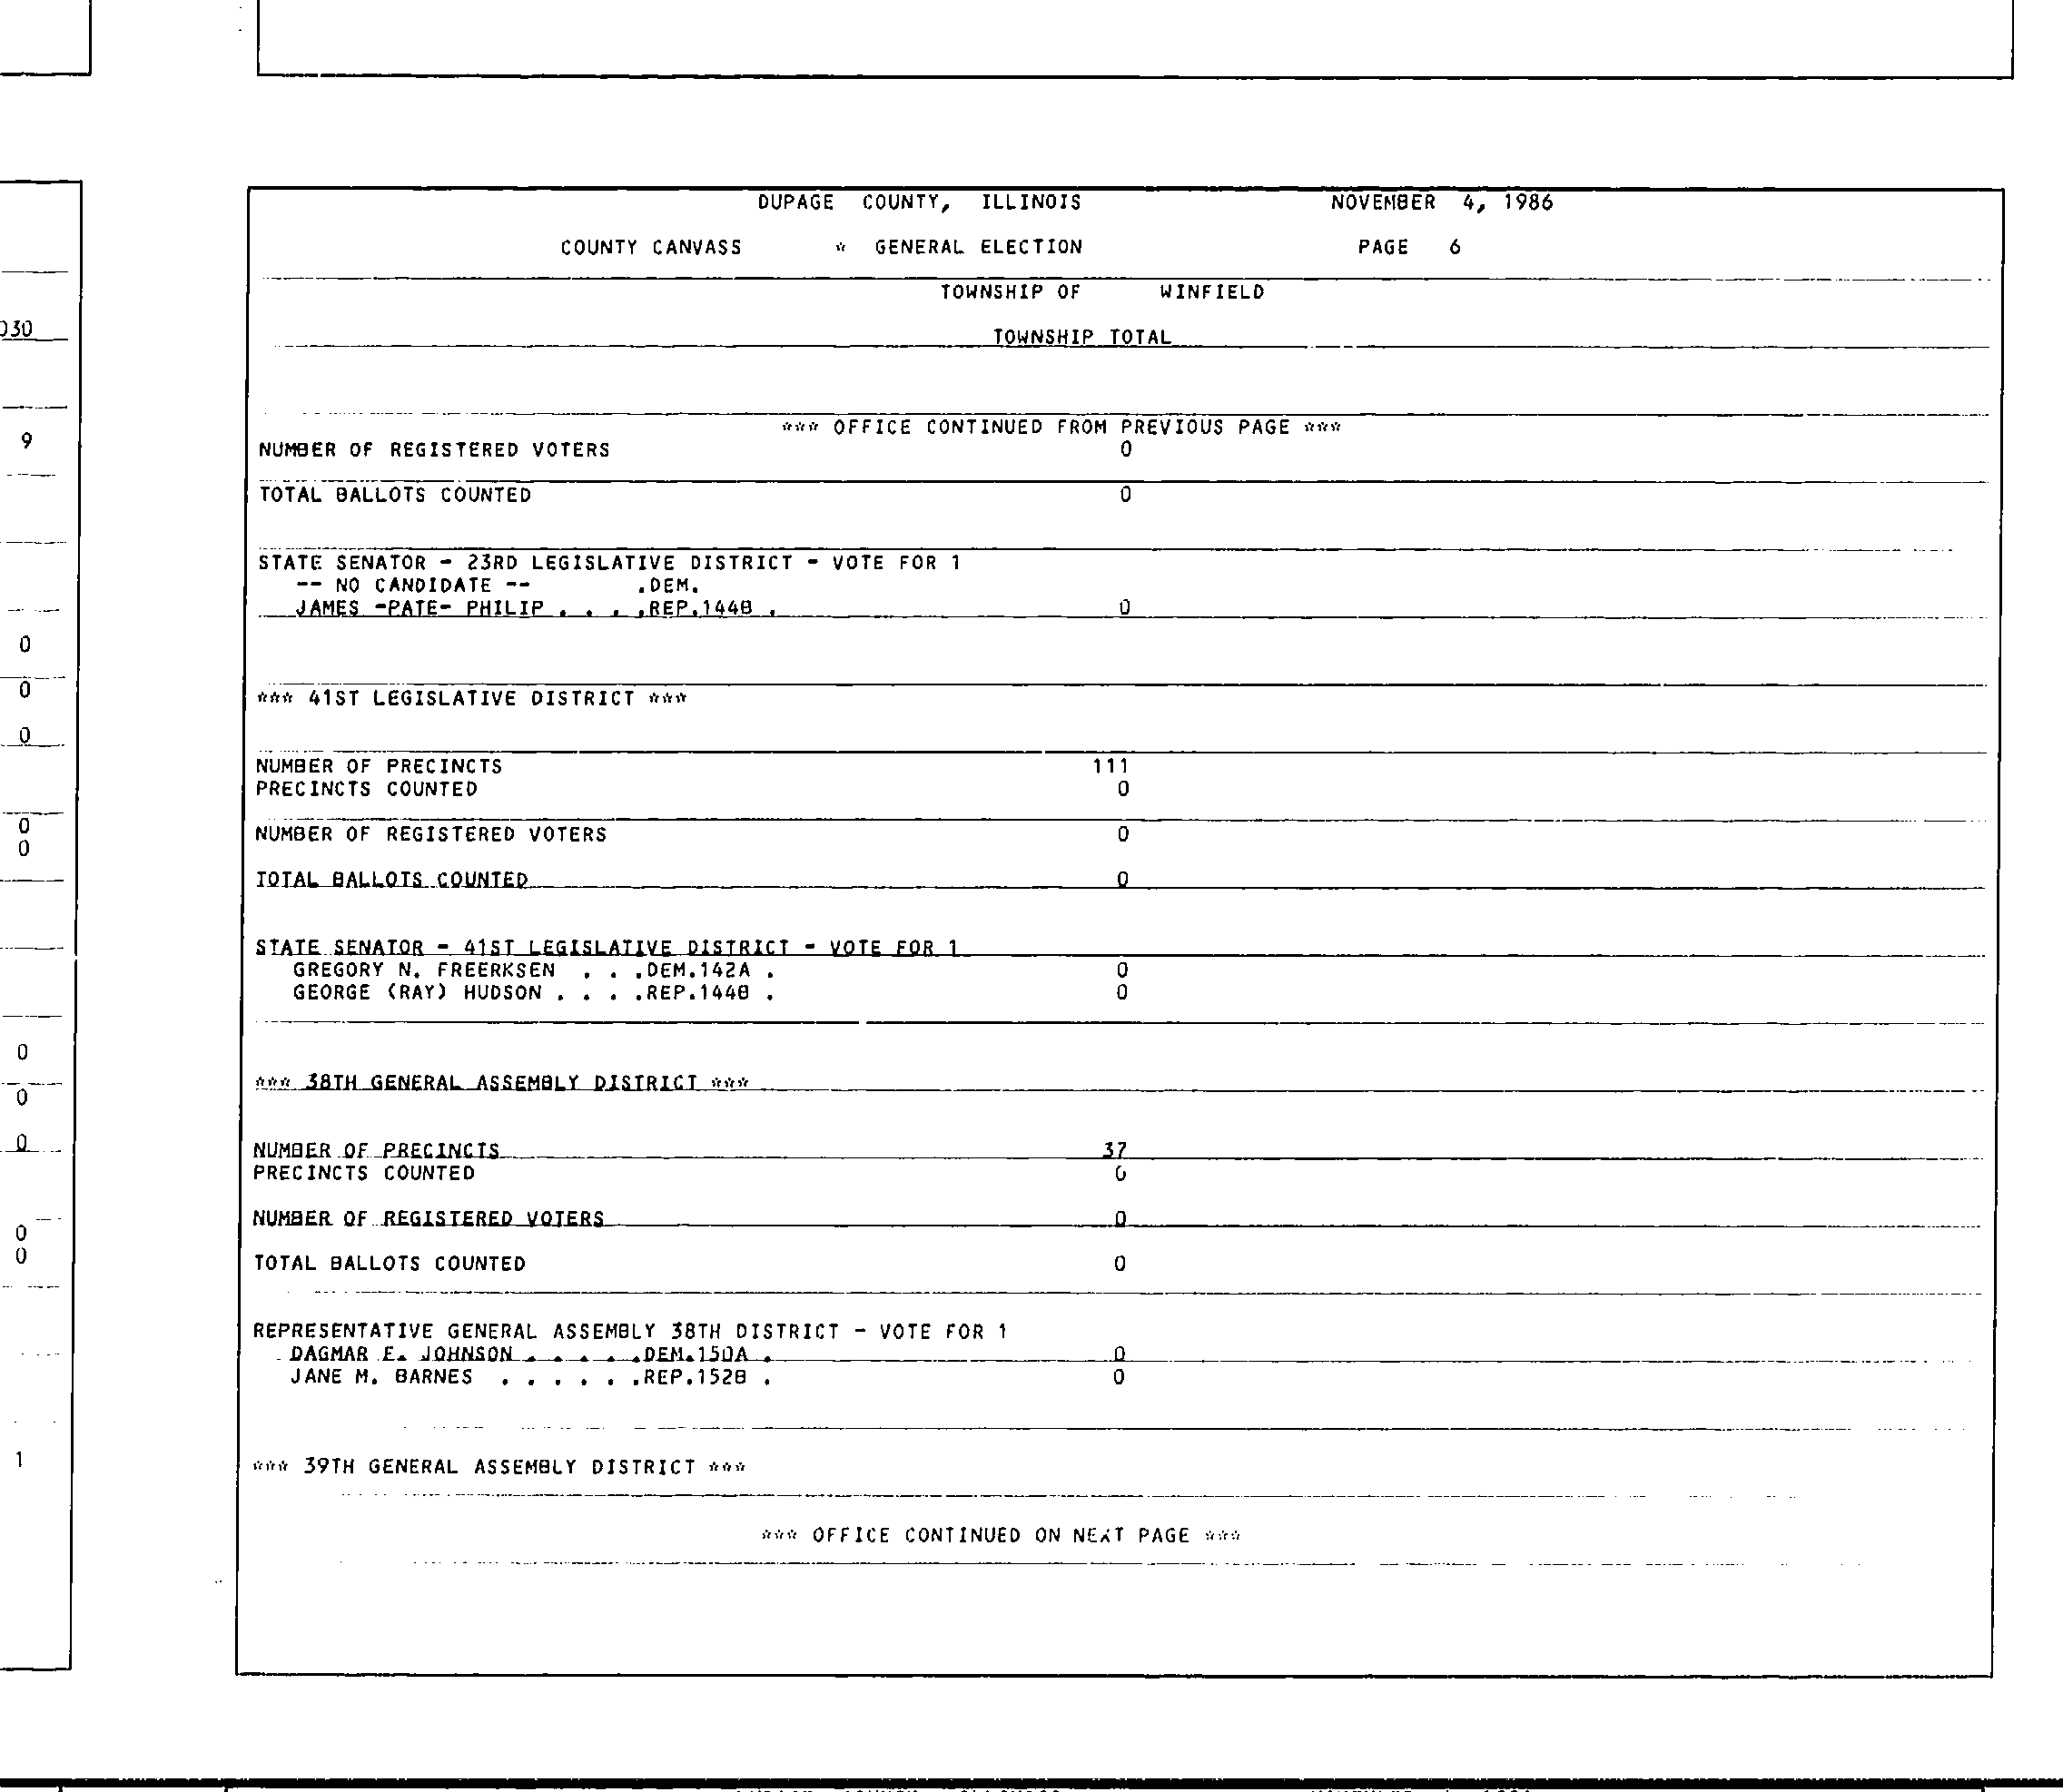 030
9
0
0
0
0
0
0
0
0
0
0
1
DUPAGE COUNTY, ILLINOIS NOVEMBER 4, 1986
COUNTY CANVASS * GENERAL ELECTION PAGE 6
TOWNSHIP OF WINFIELD
TOWNSHIP TOTAL
*** OFFICE CONTINUED FROM PREVIOUS PAGE ***
NUMBER OF REGISTERED VOTERS 0
TOTAL BALLOTS COUNTED 0
STATE SENATOR - 23RD LEGISLATIVE DISTRICT - VOTE FOR 1
-- NO CANDIDATE -- .DEM.
JAMES -PATE- PHILIP . . . .REP.144B . 0
*** 41ST LEGISLATIVE DISTRICT ***
NUMBER OF PRECINCTS 111
PRECINCTS COUNTED 0
NUMBER OF REGISTERED VOTERS 0
TOTAL BALLOTS COUNTED 0
STATE SENATOR - 41ST LEGISLATIVE DISTRICT - VOTE FOR 1
GREGORY N. FREERKSEN . . .DEM.142A . 0
GEORGE (RAY) HUDSON . . . .REP.144B . 0
*** 38TH GENERAL ASSEMBLY DISTRICT ***
NUMBER OF PRECINCTS 37
PRECINCTS COUNTED 0
NUMBER OF REGISTERED VOTERS 0
TOTAL BALLOTS COUNTED 0
REPRESENTATIVE GENERAL ASSEMBLY 38TH DISTRICT - VOTE FOR 1
DAGMAR E. JOHNSON . . . . .DEM.150A . 0
JANE M. BARNES . . . . . .REP.152B . 0
*** 39TH GENERAL ASSEMBLY DISTRICT ***
*** OFFICE CONTINUED ON NEXT PAGE ***